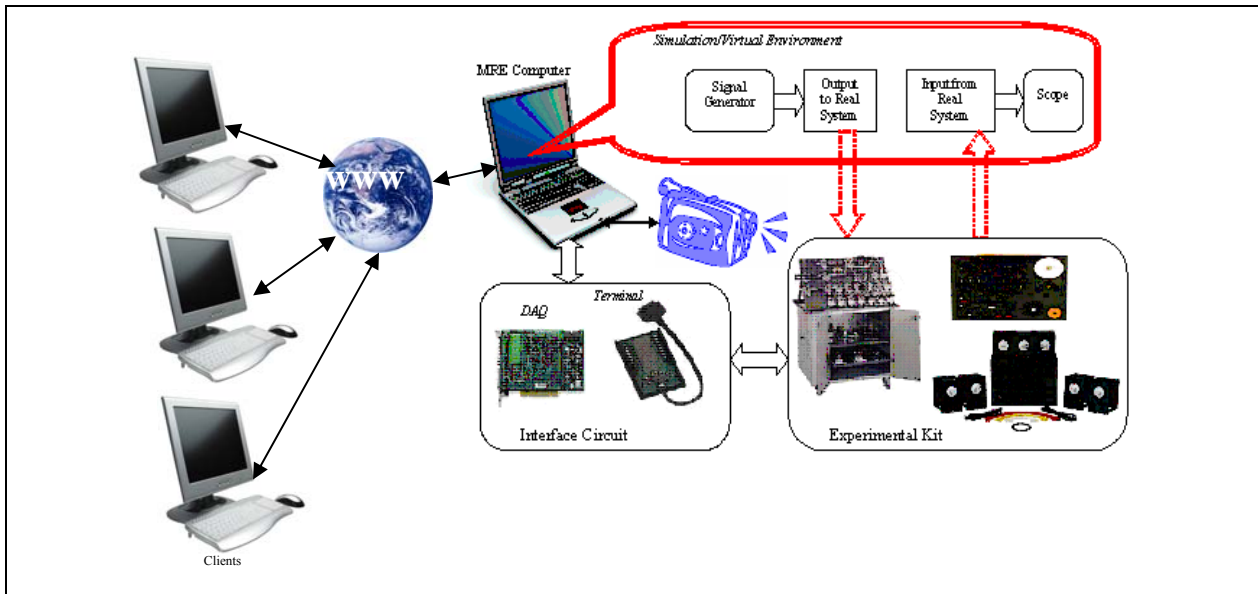 Simulation/Virtual Environment
MRE Computer
Signal
Generator
Output
to Real
System
Input from
Real
System
Scope
www
DAQ
Terminal
Interface Circuit
Experimental Kit
Clients